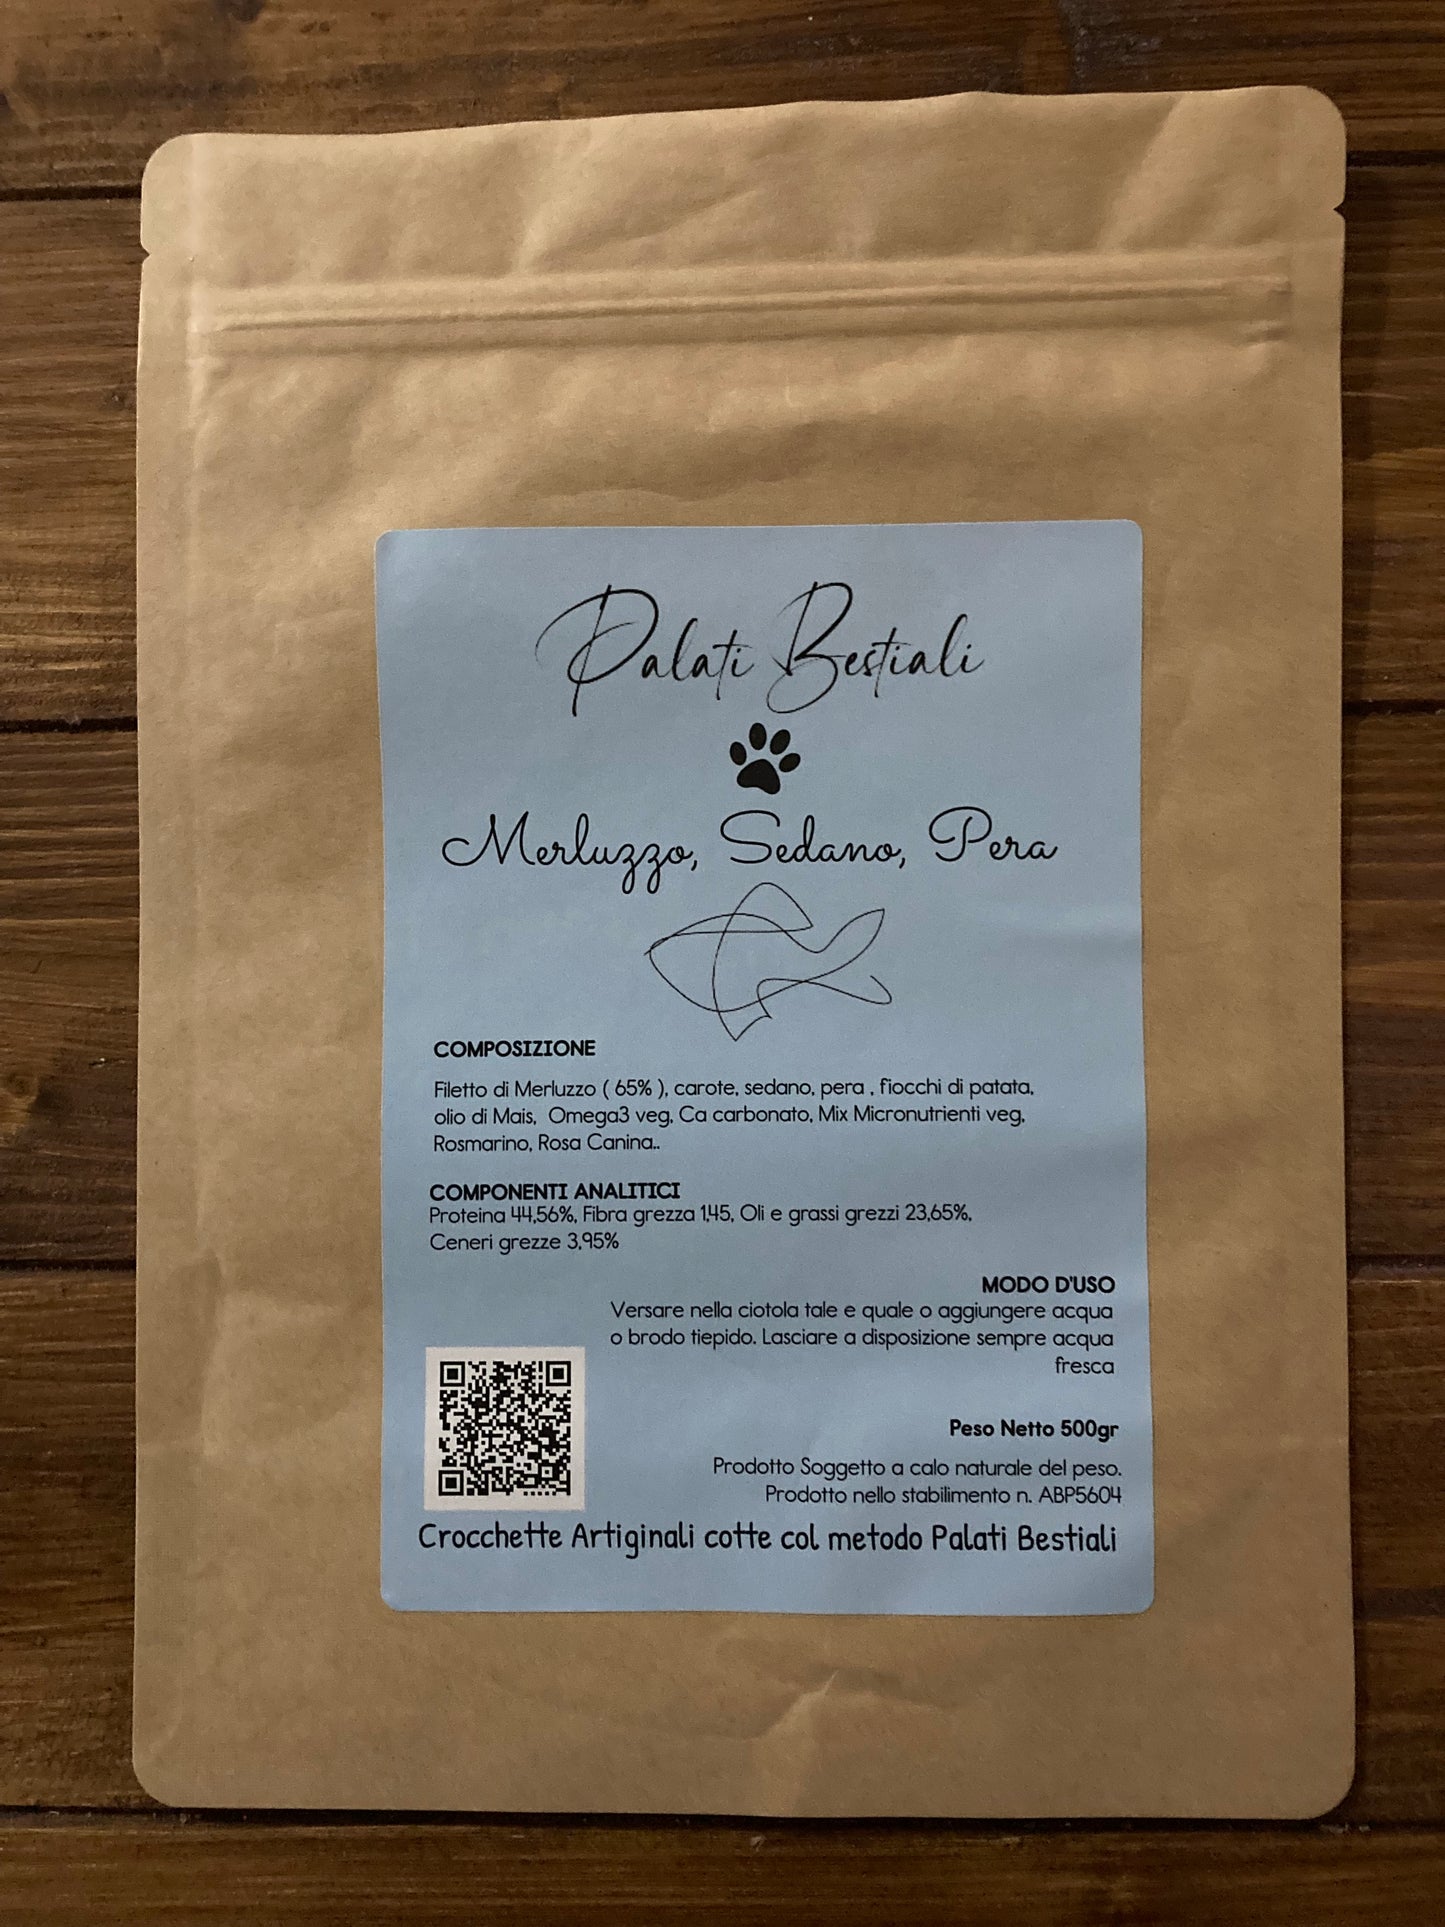 Palati Bestiali
Merluzzo, Sedano, Pera
COMPOSIZIONE
Filetto di Merluzzo ( 65% ), carote, sedano, pera , fiocchi di patata,
olio di Mais, Omega3 veg, Ca carbonato, Mix Micronutrienti veg,
Rosmarino, Rosa Canina..
COMPONENTI ANALITICI
Proteina 44,56%, Fibra grezza 1,45, Oli e grassi grezzi 23,65%,
Ceneri grezze 3,95%
MODO D'USO
Versare nella ciotola tale e quale o aggiungere acqua
o brodo tiepido. Lasciare a disposizione sempre acqua
fresca
Peso Netto 500gr
Prodotto Soggetto a calo naturale del peso.
Prodotto nello stabilimento n. ABP5604
Crocchette Artiginali cotte col metodo Palati Bestiali